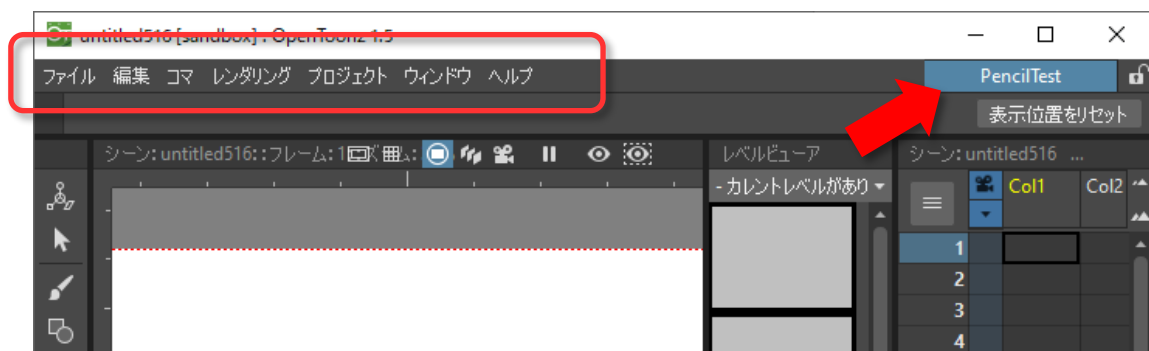 untitled516 [sandbox] : OpenToonz 1.5
ファイル 編集 コマ レンダリング プロジェクト ウィンドウ ヘルプ
PencilTest
表示位置をリセット
シーン: untitled516::フレーム: 1
レベルビューア
シーン: untitled516 ...
- カレントレベルがあり
Col1
Col2
1
2
3
4